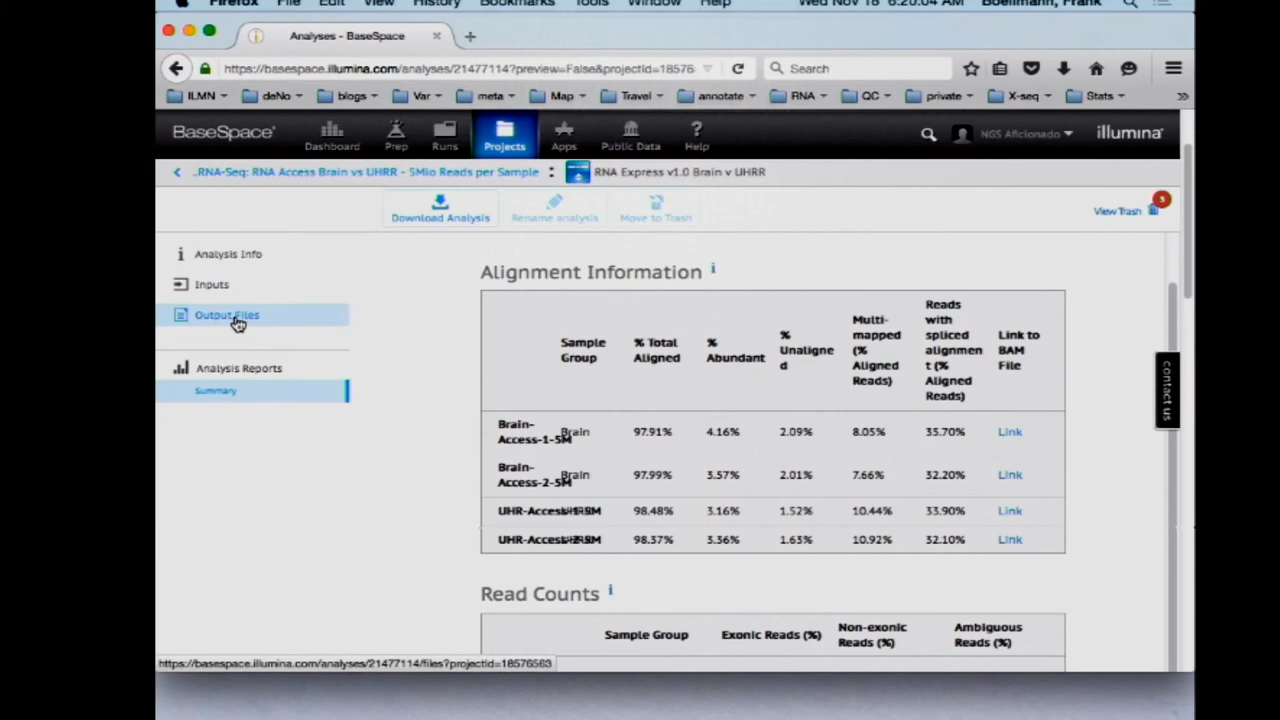 Firefox File Edit View History Bookmarks Tools Window Help Wed Nov 18 6:20:04 AM Boellmann, Frank
Analyses - BaseSpace
https://basespace.illumina.com/analyses/21477114?preview=False&projectId=18576 Search
ILMN deNo blogs Var meta Map Travel annotate RNA QC private X-seq Stats
BaseSpace Dashboard Prep Runs Projects Apps Public Data Help NGS Aficionado illumina
..RNA-Seq: RNA Access Brain vs UHRR - 5Mio Reads per Sample : RNA Express v1.0 Brain v UHRR
Download Analysis Rename analysis Move to Trash View Trash
Analysis Info
Inputs
Output Files
Analysis Reports
Summary
Alignment Information
Sample Group % Total Aligned % Abundant % Unaligned Multi-mapped (% Aligned Reads) Reads with spliced alignment (% Aligned Reads) Link to BAM File
Brain-Access-1-5M Brain 97.91% 4.16% 2.09% 8.05% 35.70% Link
Brain-Access-2-5M Brain 97.99% 3.57% 2.01% 7.66% 32.20% Link
UHR-Access-1-5M 98.48% 3.16% 1.52% 10.44% 33.90% Link
UHR-Access-2-5M 98.37% 3.36% 1.63% 10.92% 32.10% Link
Read Counts
Sample Group Exonic Reads (%) Non-exonic Reads (%) Ambiguous Reads (%)
https://basespace.illumina.com/analyses/21477114/files?projectId=18576563
contact us